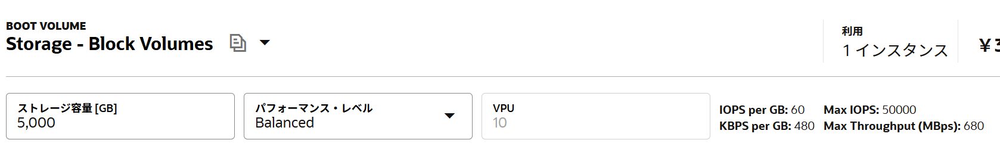 BOOT VOLUME
Storage - Block Volumes
利用
1 インスタンス
¥3
ストレージ容量 [GB]
5,000
パフォーマンス・レベル
Balanced
VPU
10
IOPS per GB: 60 Max IOPS: 50000
KBPS per GB: 480 Max Throughput (MBps): 680